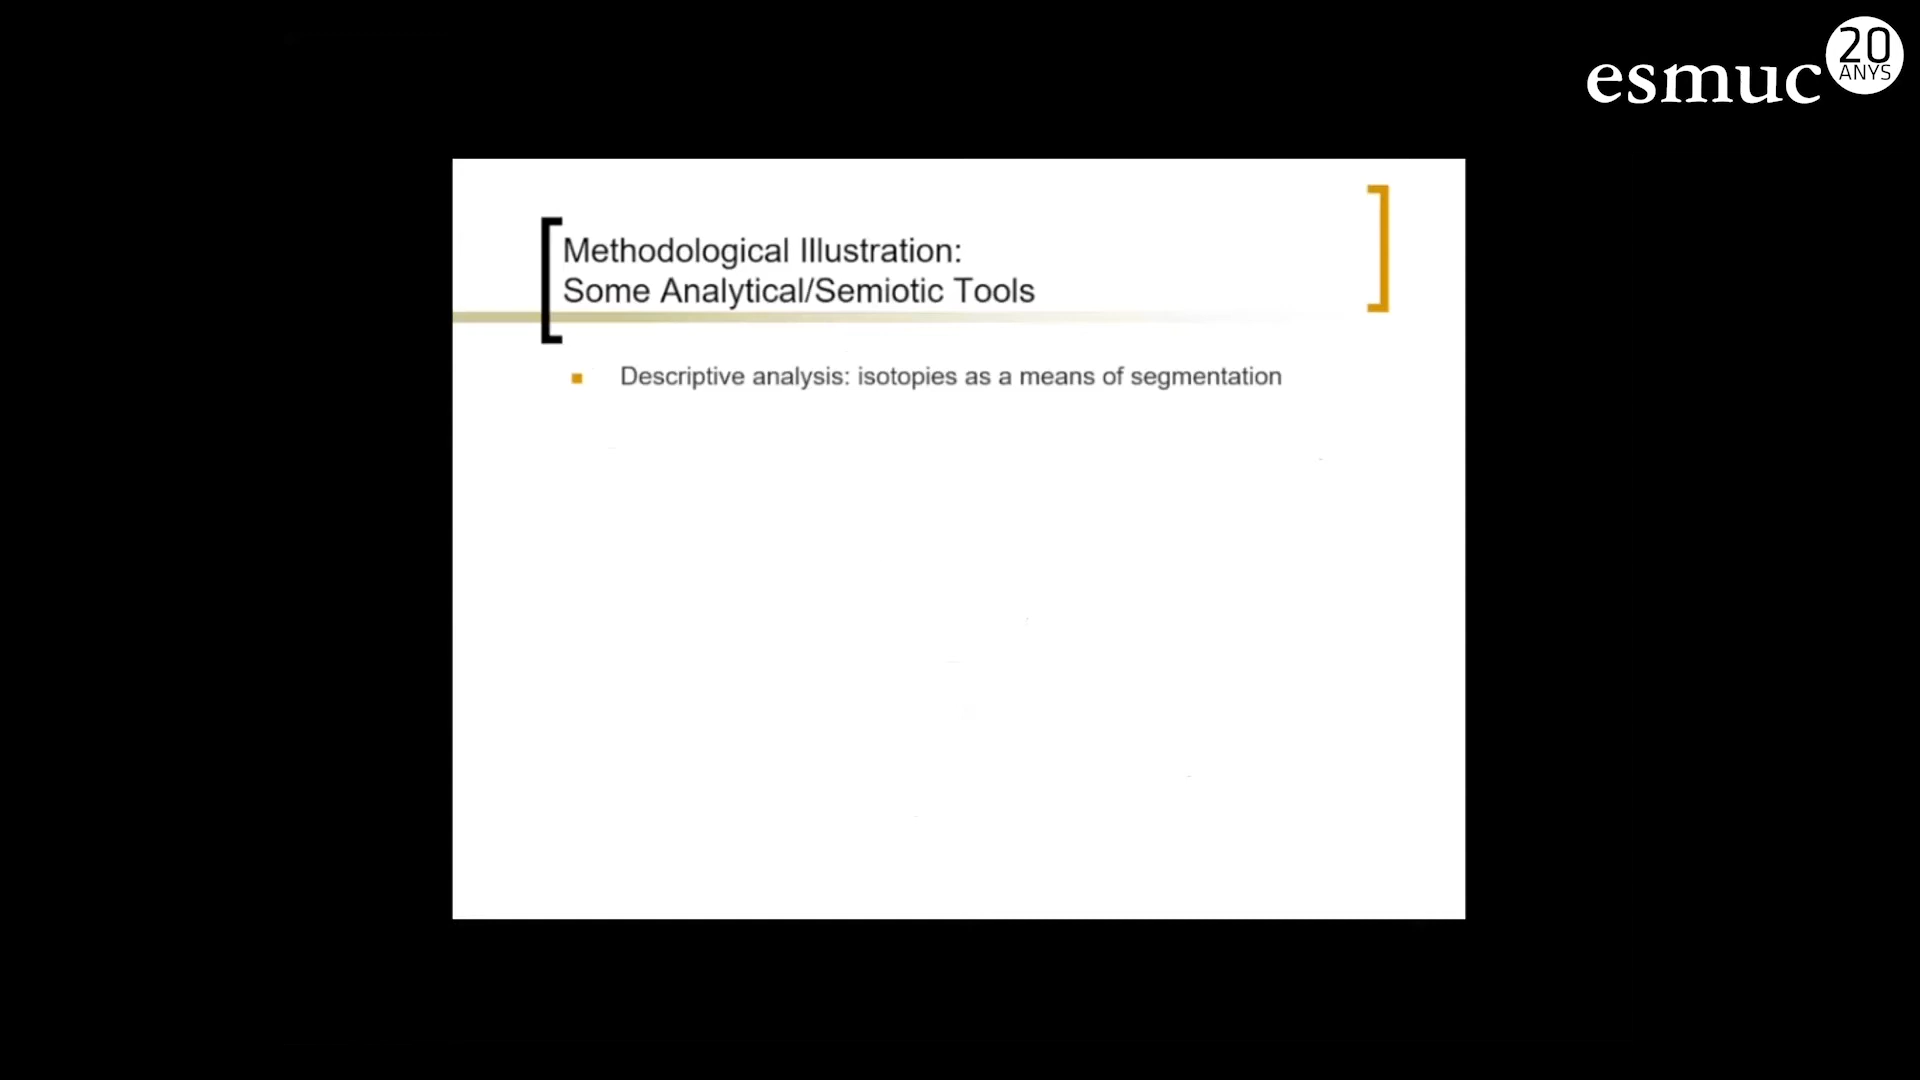 esmuc
20
ANYS
Methodological Illustration:
Some Analytical/Semiotic Tools
Descriptive analysis: isotopies as a means of segmentation